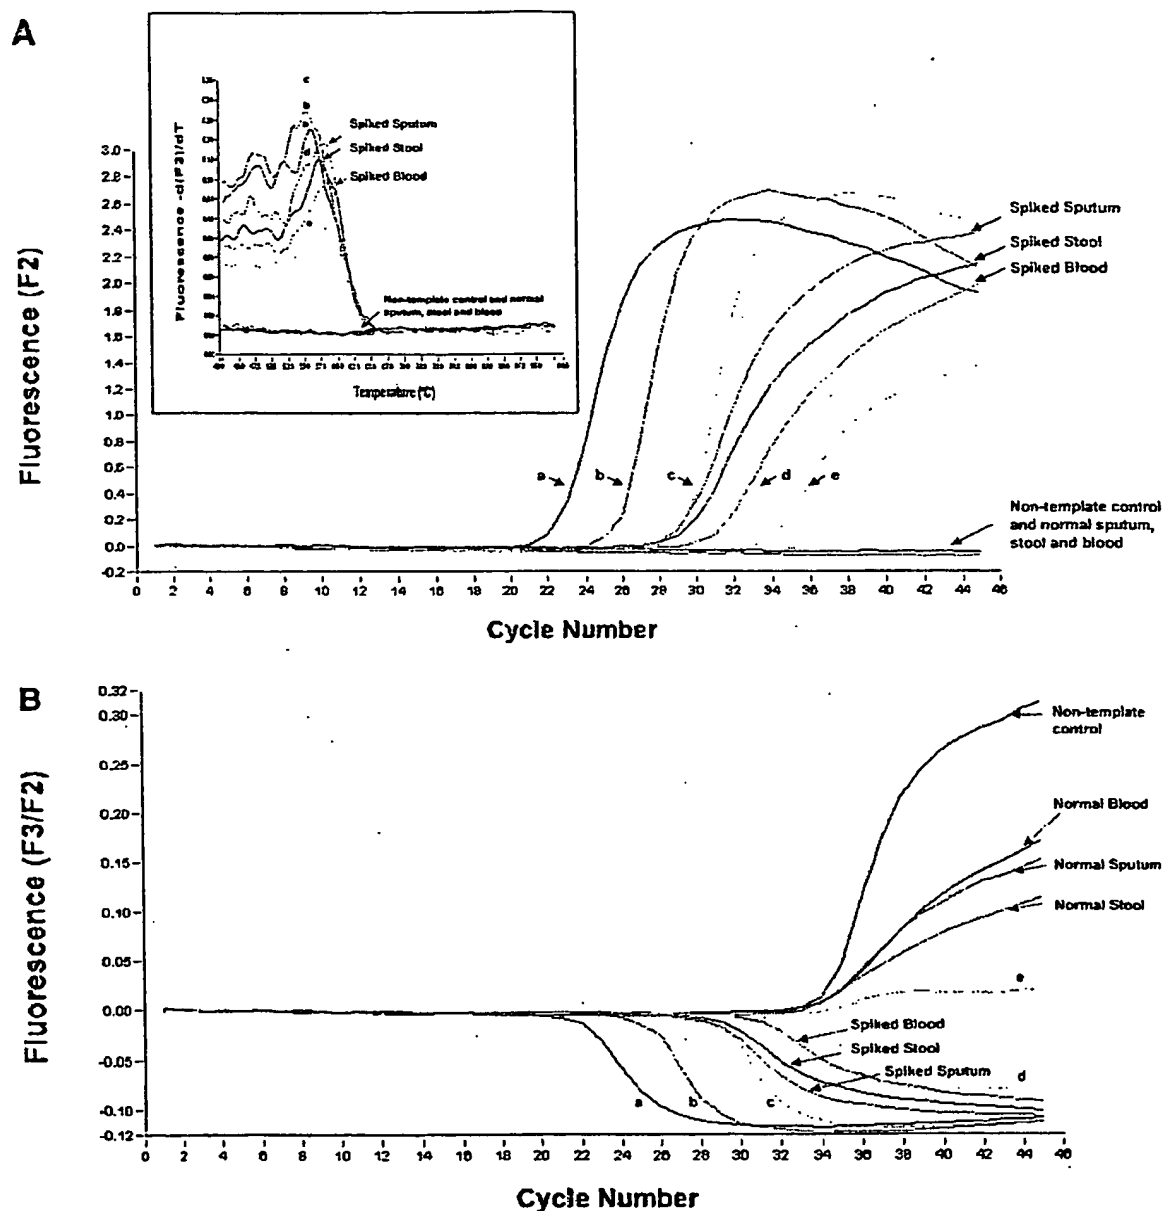 A
c
b
Spiked Sputum
Spiked Stool
Spiked Blood
e
Fluorescence -d(F2)/dT
Non-template control and normal
sputum, stool and blood
Temperature (°C)
3.0
2.8
2.6
2.4
2.2
2.0
1.8
1.6
1.4
1.2
1.0
0.8
0.6
0.4
0.2
0.0
-0.2
Fluorescence (F2)
Spiked Sputum
Spiked Stool
Spiked Blood
a b c d e
Non-template control
and normal sputum,
stool and blood
0 2 4 6 8 10 12 14 16 18 20 22 24 26 28 30 32 34 36 38 40 42 44 46
Cycle Number
B
0.32
0.30
0.25
0.20
0.15
0.10
0.05
0.00
-0.05
-0.10
-0.12
Fluorescence (F3/F2)
Non-template
control
Normal Blood
Normal Sputum
Normal Stool
e
Spiked Blood
Spiked Stool
Spiked Sputum
d
a b c
0 2 4 6 8 10 12 14 16 18 20 22 24 26 28 30 32 34 36 38 40 42 44 46
Cycle Number